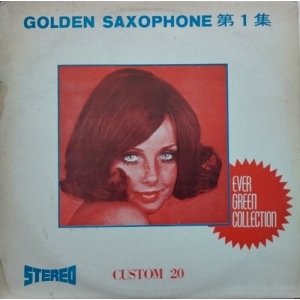 GOLDEN SAXOPHONE 第1集
EVER
GREEN
COLLECTION
STEREO
CUSTOM 20